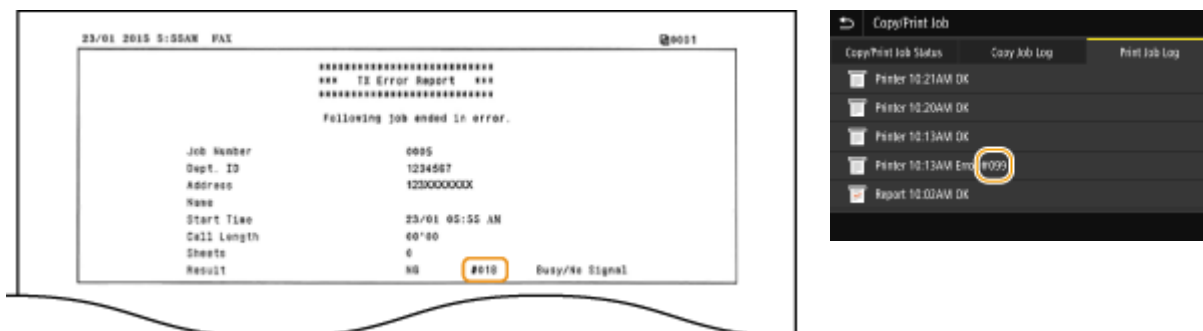 23/01 2015 5:55AM FAX 0001
****************************
*** TX Error Report ***
****************************
Following job ended in error.
Job Number 0005
Dept. ID 1234567
Address 123XXXXXXX
Name
Start Time 23/01 05:55 AM
Call Length 00'00
Sheets 0
Result NG #018 Busy/No Signal
Copy/Print Job
Copy/Print Job Status Copy Job Log Print Job Log
Printer 10:21AM OK
Printer 10:20AM OK
Printer 10:13AM OK
Printer 10:13AM Error #099
Report 10:02AM OK